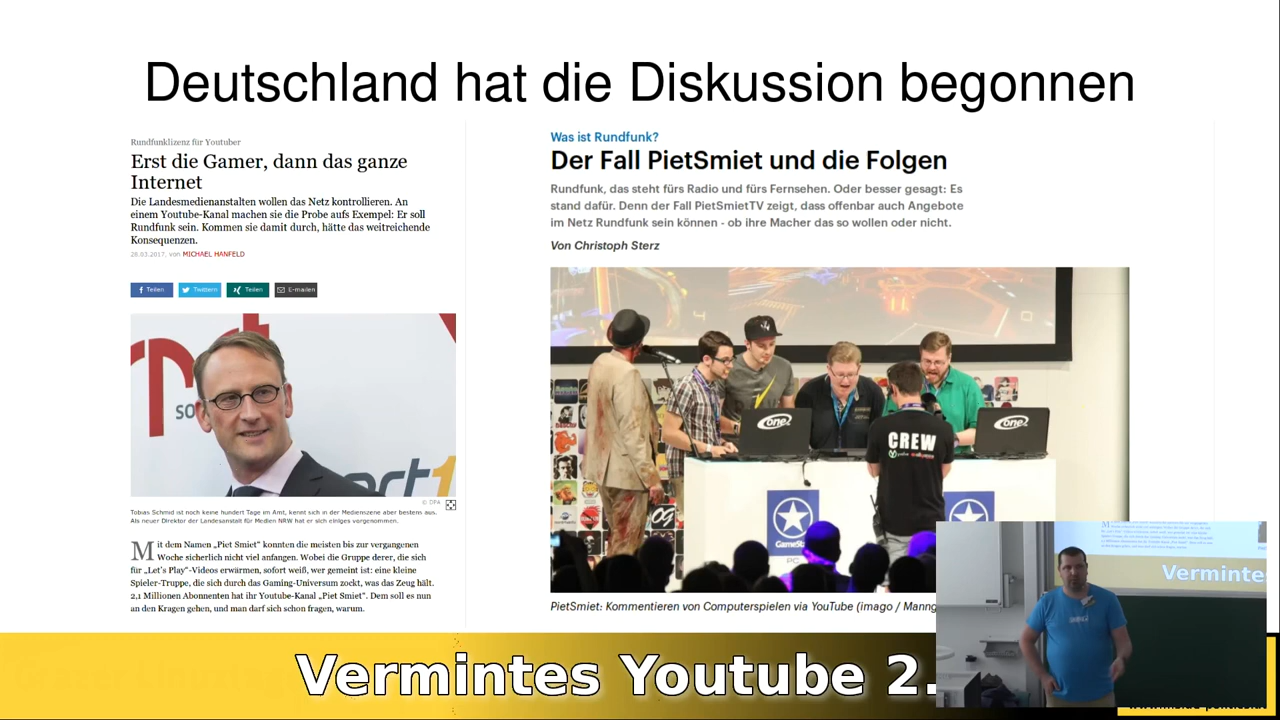 Deutschland hat die Diskussion begonnen
Rundfunklizenz für Youtuber
Erst die Gamer, dann das ganze
Internet
Die Landesmedienanstalten wollen das Netz kontrollieren. An
einem Youtube-Kanal machen sie die Probe aufs Exempel: Er soll
Rundfunk sein. Kommen sie damit durch, hätte das weitreichende
Konsequenzen.
28.03.2017, von MICHAEL HANFELD
Teilen
Twittern
Teilen
E-mailen
© DPA
Tobias Schmid ist noch keine hundert Tage im Amt, kennt sich in der Medienszene aber bestens aus.
Als neuer Direktor der Landesanstalt für Medien NRW hat er sich einiges vorgenommen.
Mit dem Namen „Piet Smiet“ konnten die meisten bis zur vergangenen
Woche sicherlich nicht viel anfangen. Wobei die Gruppe derer, die sich
für „Let’s Play“-Videos erwärmen, sofort weiß, wer gemeint ist: eine kleine
Spieler-Truppe, die sich durch das Gaming-Universum zockt, was das Zeug hält.
2,1 Millionen Abonnenten hat ihr Youtube-Kanal „Piet Smiet“. Dem soll es nun
an den Kragen gehen, und man darf sich schon fragen, warum.
Was ist Rundfunk?
Der Fall PietSmiet und die Folgen
Rundfunk, das steht fürs Radio und fürs Fernsehen. Oder besser gesagt: Es
stand dafür. Denn der Fall PietSmietTV zeigt, dass offenbar auch Angebote
im Netz Rundfunk sein können - ob ihre Macher das so wollen oder nicht.
Von Christoph Sterz
one
one
CREW
GameSt
PC
PietSmiet: Kommentieren von Computerspielen via YouTube (imago / Manng
Vermintes Youtube 2.
Vermintes